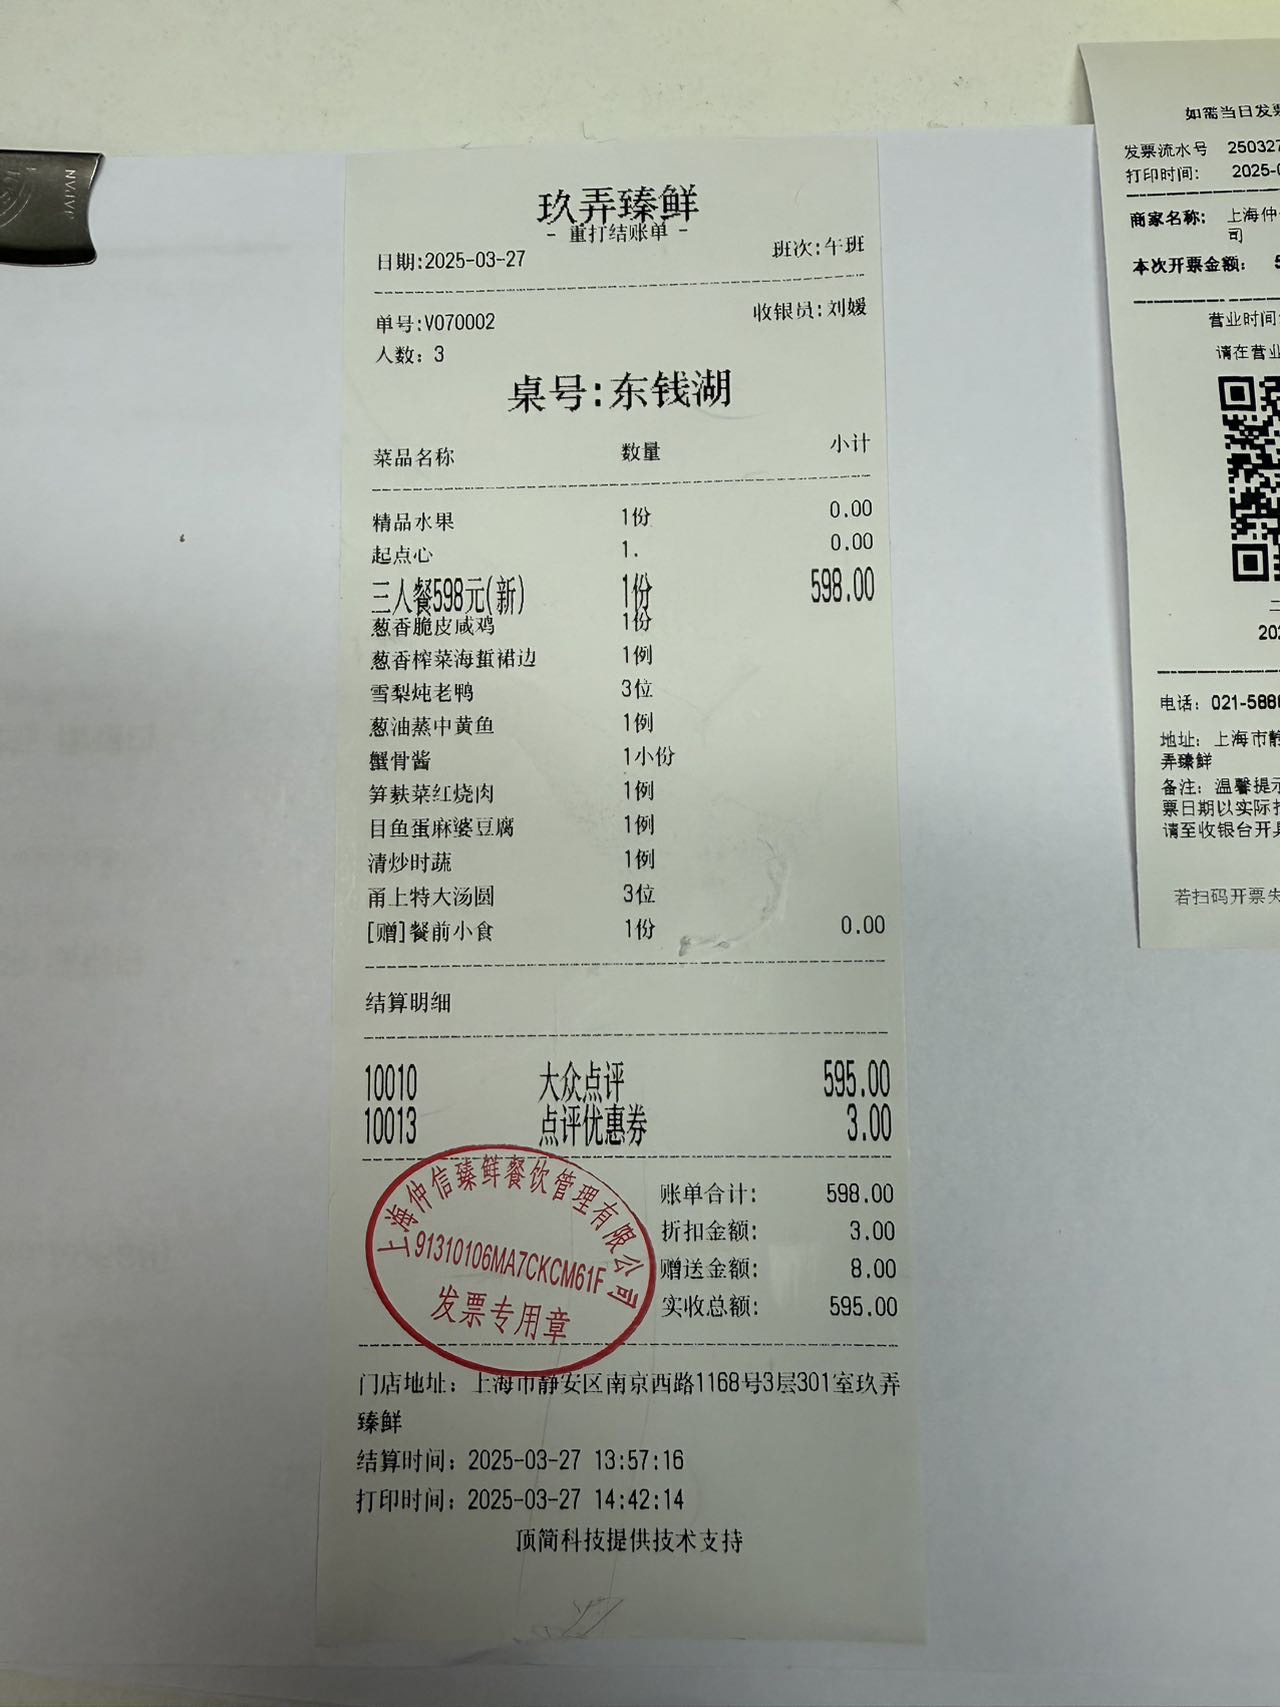 玖弄臻鲜
- 重打结账单 -
日期:2025-03-27 班次:午班
单号:V070002 收银员:刘媛
人数: 3
桌号:东钱湖
菜品名称 数量 小计
精品水果 1份 0.00
起点心 1. 0.00
三人餐598元(新) 1份 598.00
葱香脆皮咸鸡 1份
葱香榨菜海蜇裙边 1例
雪梨炖老鸭 3位
葱油蒸中黄鱼 1例
蟹骨酱 1小份
笋麸菜红烧肉 1例
目鱼蛋麻婆豆腐 1例
清炒时蔬 1例
甬上特大汤圆 3位
[赠]餐前小食 1份 0.00
结算明细
10010 大众点评 595.00
10013 点评优惠券 3.00
账单合计: 598.00
折扣金额: 3.00
赠送金额: 8.00
实收总额: 595.00
上海仲信臻鲜餐饮管理有限公司
91310106MA7CKCM61F
发票专用章
门店地址: 上海市静安区南京西路1168号3层301室玖弄
臻鲜
结算时间: 2025-03-27 13:57:16
打印时间: 2025-03-27 14:42:14
顶简科技提供技术支持
如需当日发票
发票流水号 250327
打印时间: 2025-
商家名称: 上海仲
司
本次开票金额:
营业时间
请在营业
电话: 021-588
地址: 上海市静
弄臻鲜
备注: 温馨提示
票日期以实际
请至收银台开具
若扫码开票失
JAPAN